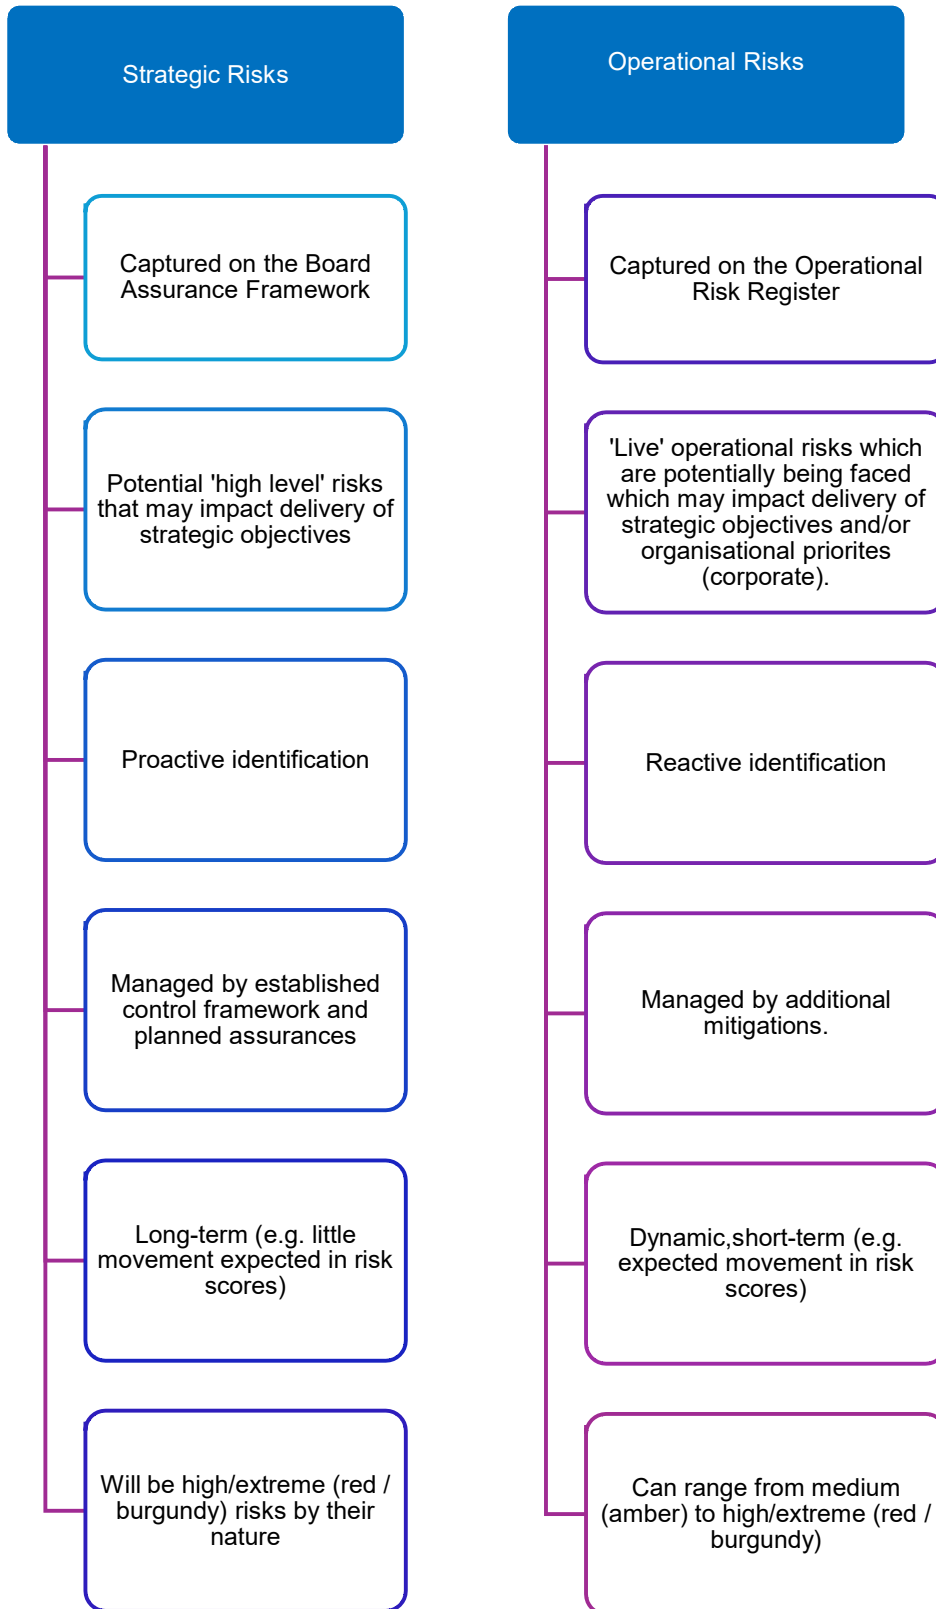 Strategic Risks
Captured on the Board
Assurance Framework
Potential 'high level' risks
that may impact delivery of
strategic objectives
Proactive identification
Managed by established
control framework and
planned assurances
Long-term (e.g. little
movement expected in risk
scores)
Will be high/extreme (red /
burgundy) risks by their
nature
Operational Risks
Captured on the Operational
Risk Register
'Live' operational risks which
are potentially being faced
which may impact delivery of
strategic objectives and/or
organisational priorites
(corporate).
Reactive identification
Managed by additional
mitigations.
Dynamic,short-term (e.g.
expected movement in risk
scores)
Can range from medium
(amber) to high/extreme (red /
burgundy)